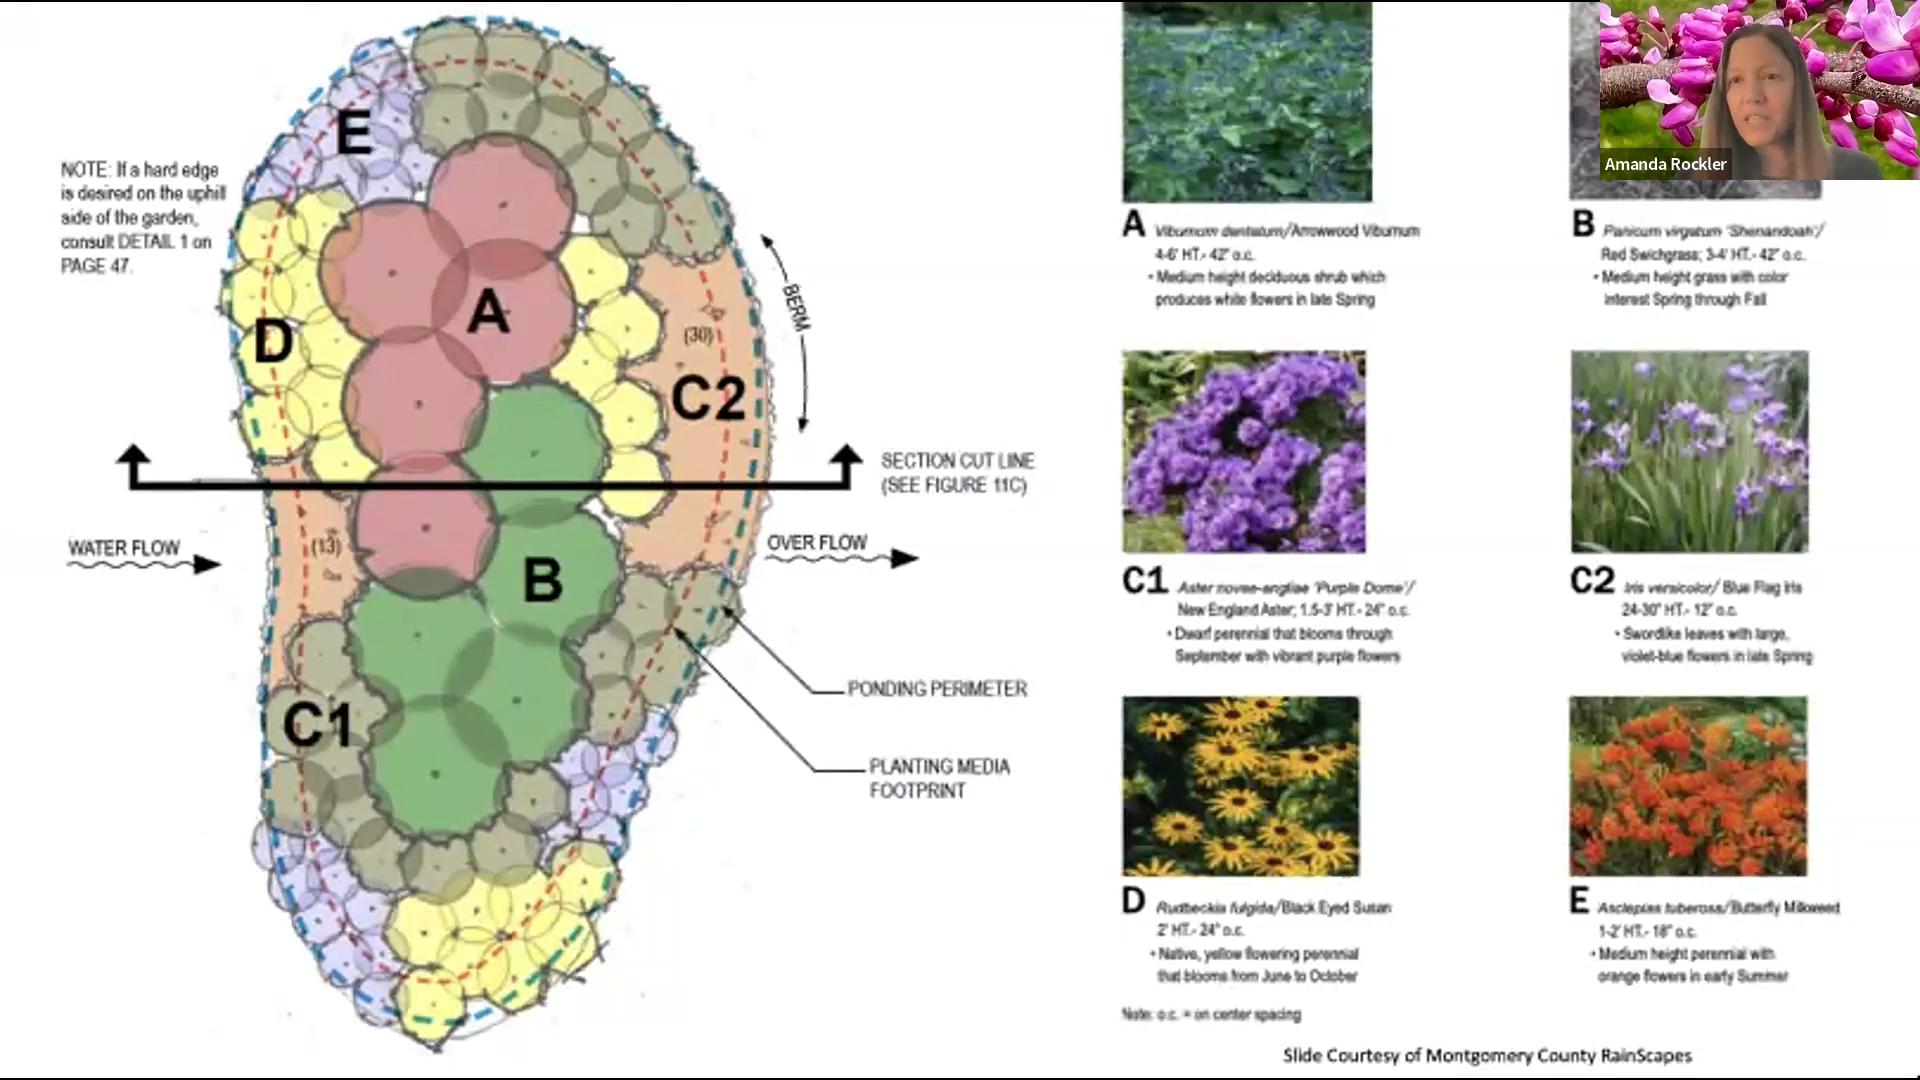 NOTE: If a hard edge
is desired on the uphill
side of the garden,
consult DETAIL 1 on
PAGE 47.
E
D
A
(30)
C2
BERM
SECTION CUT LINE
(SEE FIGURE 11C)
WATER FLOW
(13)
B
OVER FLOW
C1
PONDING PERIMETER
PLANTING MEDIA
FOOTPRINT
Amanda Rockler
A Viburnum dentatum/Arrowwood Viburnum
4-6' HT.- 42" o.c.
• Medium height deciduous shrub which
produces white flowers in late Spring
B Panicum virgatum 'Shenandoah'/
Red Swichgrass; 3-4' HT.- 42" o.c.
• Medium height grass with color
interest Spring through Fall
C1 Aster novae-angliae 'Purple Dome'/
New England Aster; 1.5-3' HT.- 24" o.c.
• Dwarf perennial that blooms through
September with vibrant purple flowers
C2 Iris versicolor/ Blue Flag Iris
24-30" HT.- 12" o.c.
• Swordlike leaves with large,
violet-blue flowers in late Spring
D Rudbeckia fulgida/Black Eyed Susan
2' HT.- 24" o.c.
• Native, yellow flowering perennial
that blooms from June to October
E Asclepias tuberosa/Butterfly Milkweed
1-2' HT.- 18" o.c.
• Medium height perennial with
orange flowers in early Summer
Note: o.c. = on center spacing
Slide Courtesy of Montgomery County RainScapes